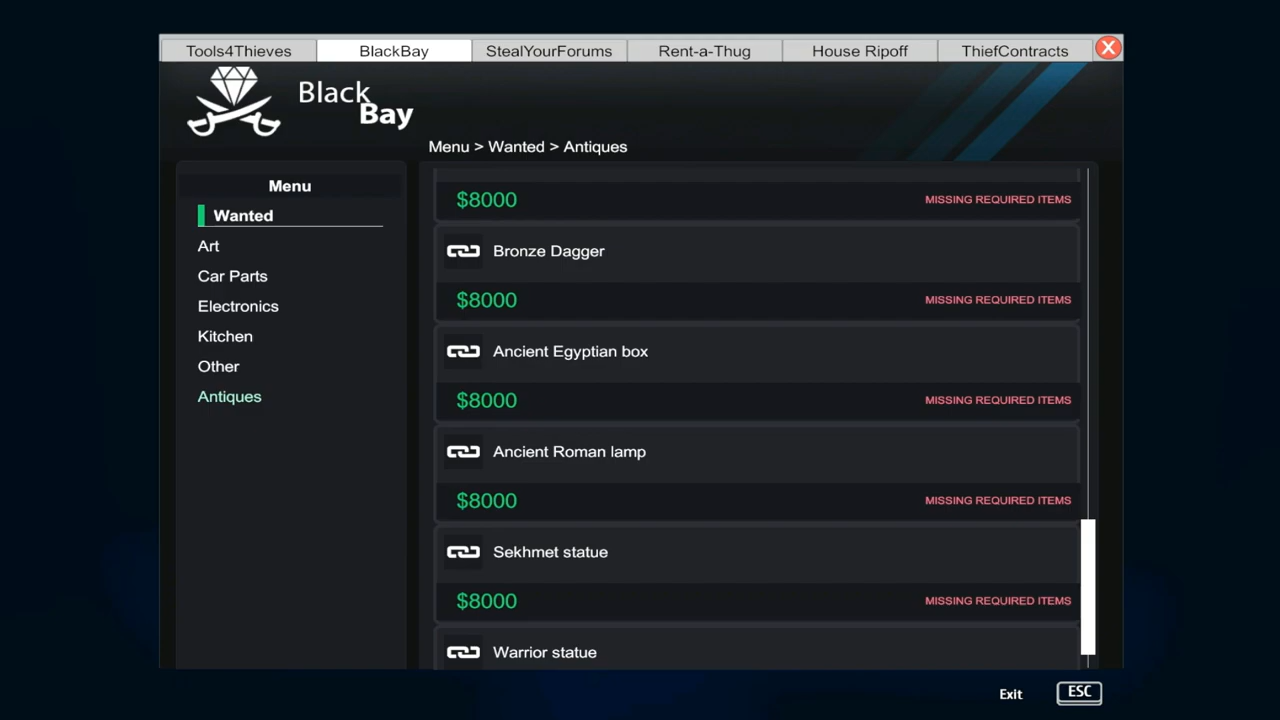 Tools4Thieves BlackBay StealYourForums Rent-a-Thug House Ripoff ThiefContracts X
Black
Bay
Menu > Wanted > Antiques
Menu
Wanted
Art
Car Parts
Electronics
Kitchen
Other
Antiques
$8000 MISSING REQUIRED ITEMS
Bronze Dagger
$8000 MISSING REQUIRED ITEMS
Ancient Egyptian box
$8000 MISSING REQUIRED ITEMS
Ancient Roman lamp
$8000 MISSING REQUIRED ITEMS
Sekhmet statue
$8000 MISSING REQUIRED ITEMS
Warrior statue
Exit ESC